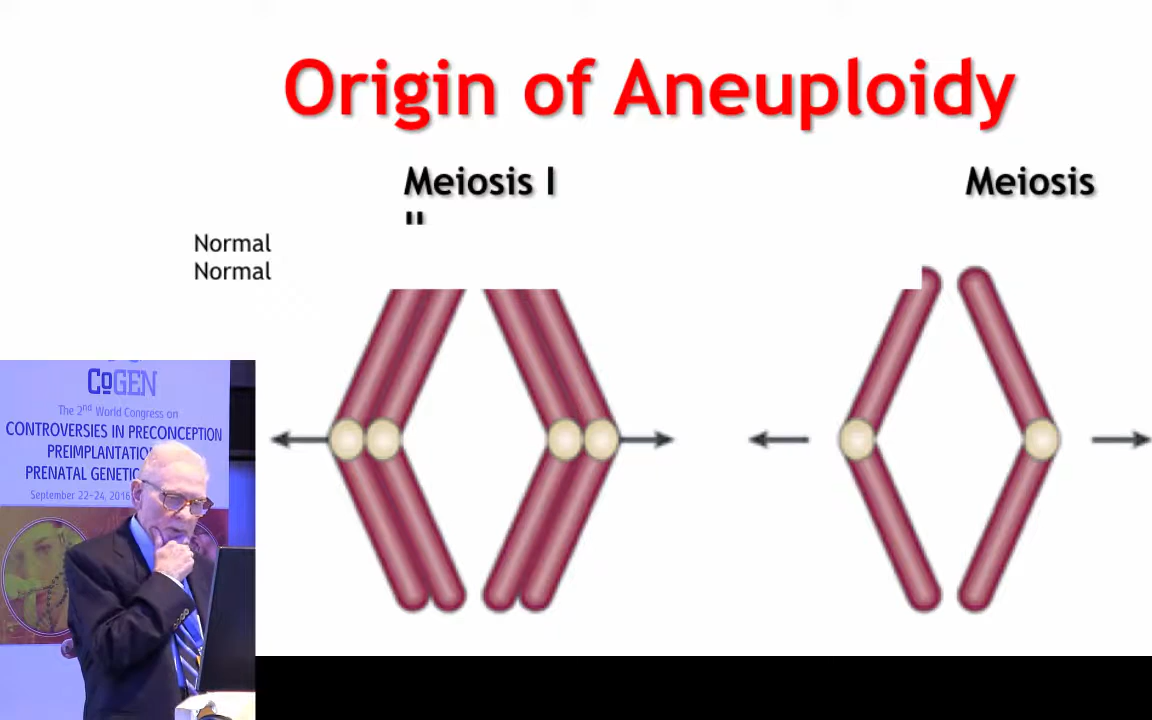 Origin of Aneuploidy
Meiosis I
Meiosis
II
Normal
Normal
CoGEN
The 2nd World Congress on
CONTROVERSIES IN PRECONCEPTION
PREIMPLANTATIO
PRENATAL GENETIC
September 22-24, 2016